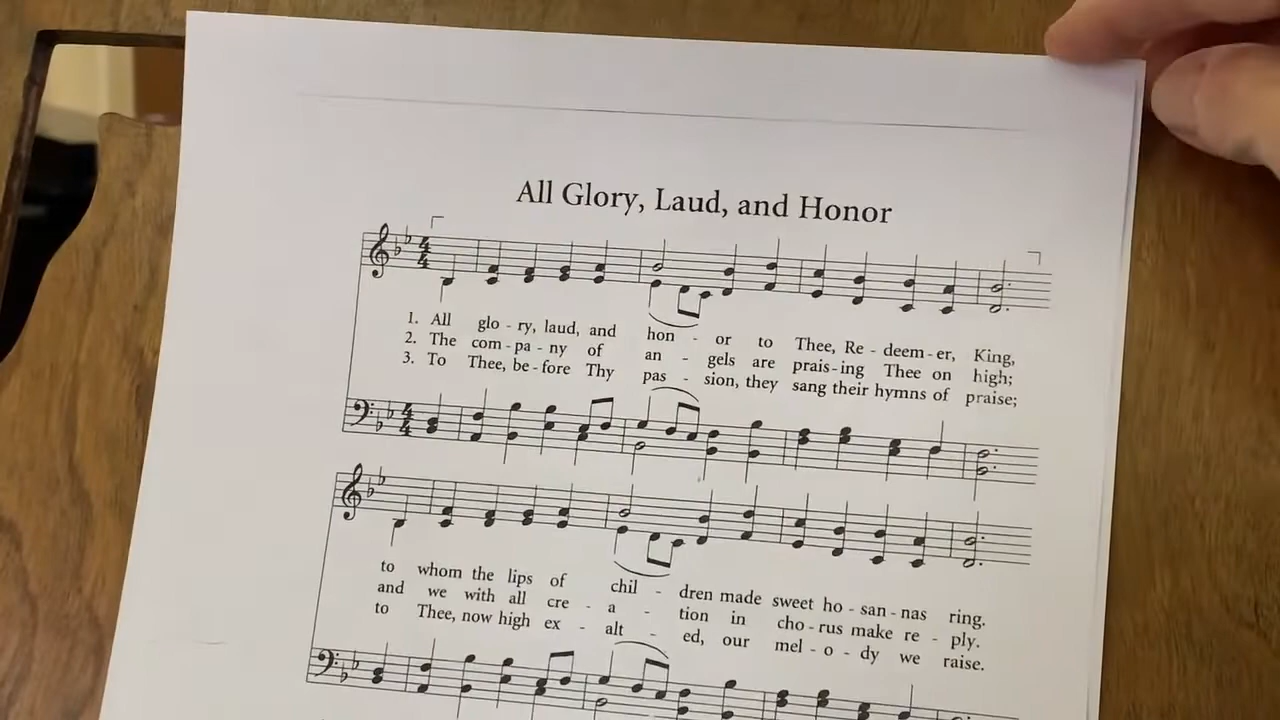 All Glory, Laud, and Honor
4
4
1. All glo - ry, laud, and hon - or to Thee, Re - deem - er, King,
2. The com - pa - ny of an - gels are prais - ing Thee on high;
3. To Thee, be - fore Thy pas - sion, they sang their hymns of praise;
4
4
to whom the lips of chil - dren made sweet ho - san - nas ring.
and we with all cre - a - tion in cho - rus make re - ply.
to Thee, now high ex - alt - ed, our mel - o - dy we raise.